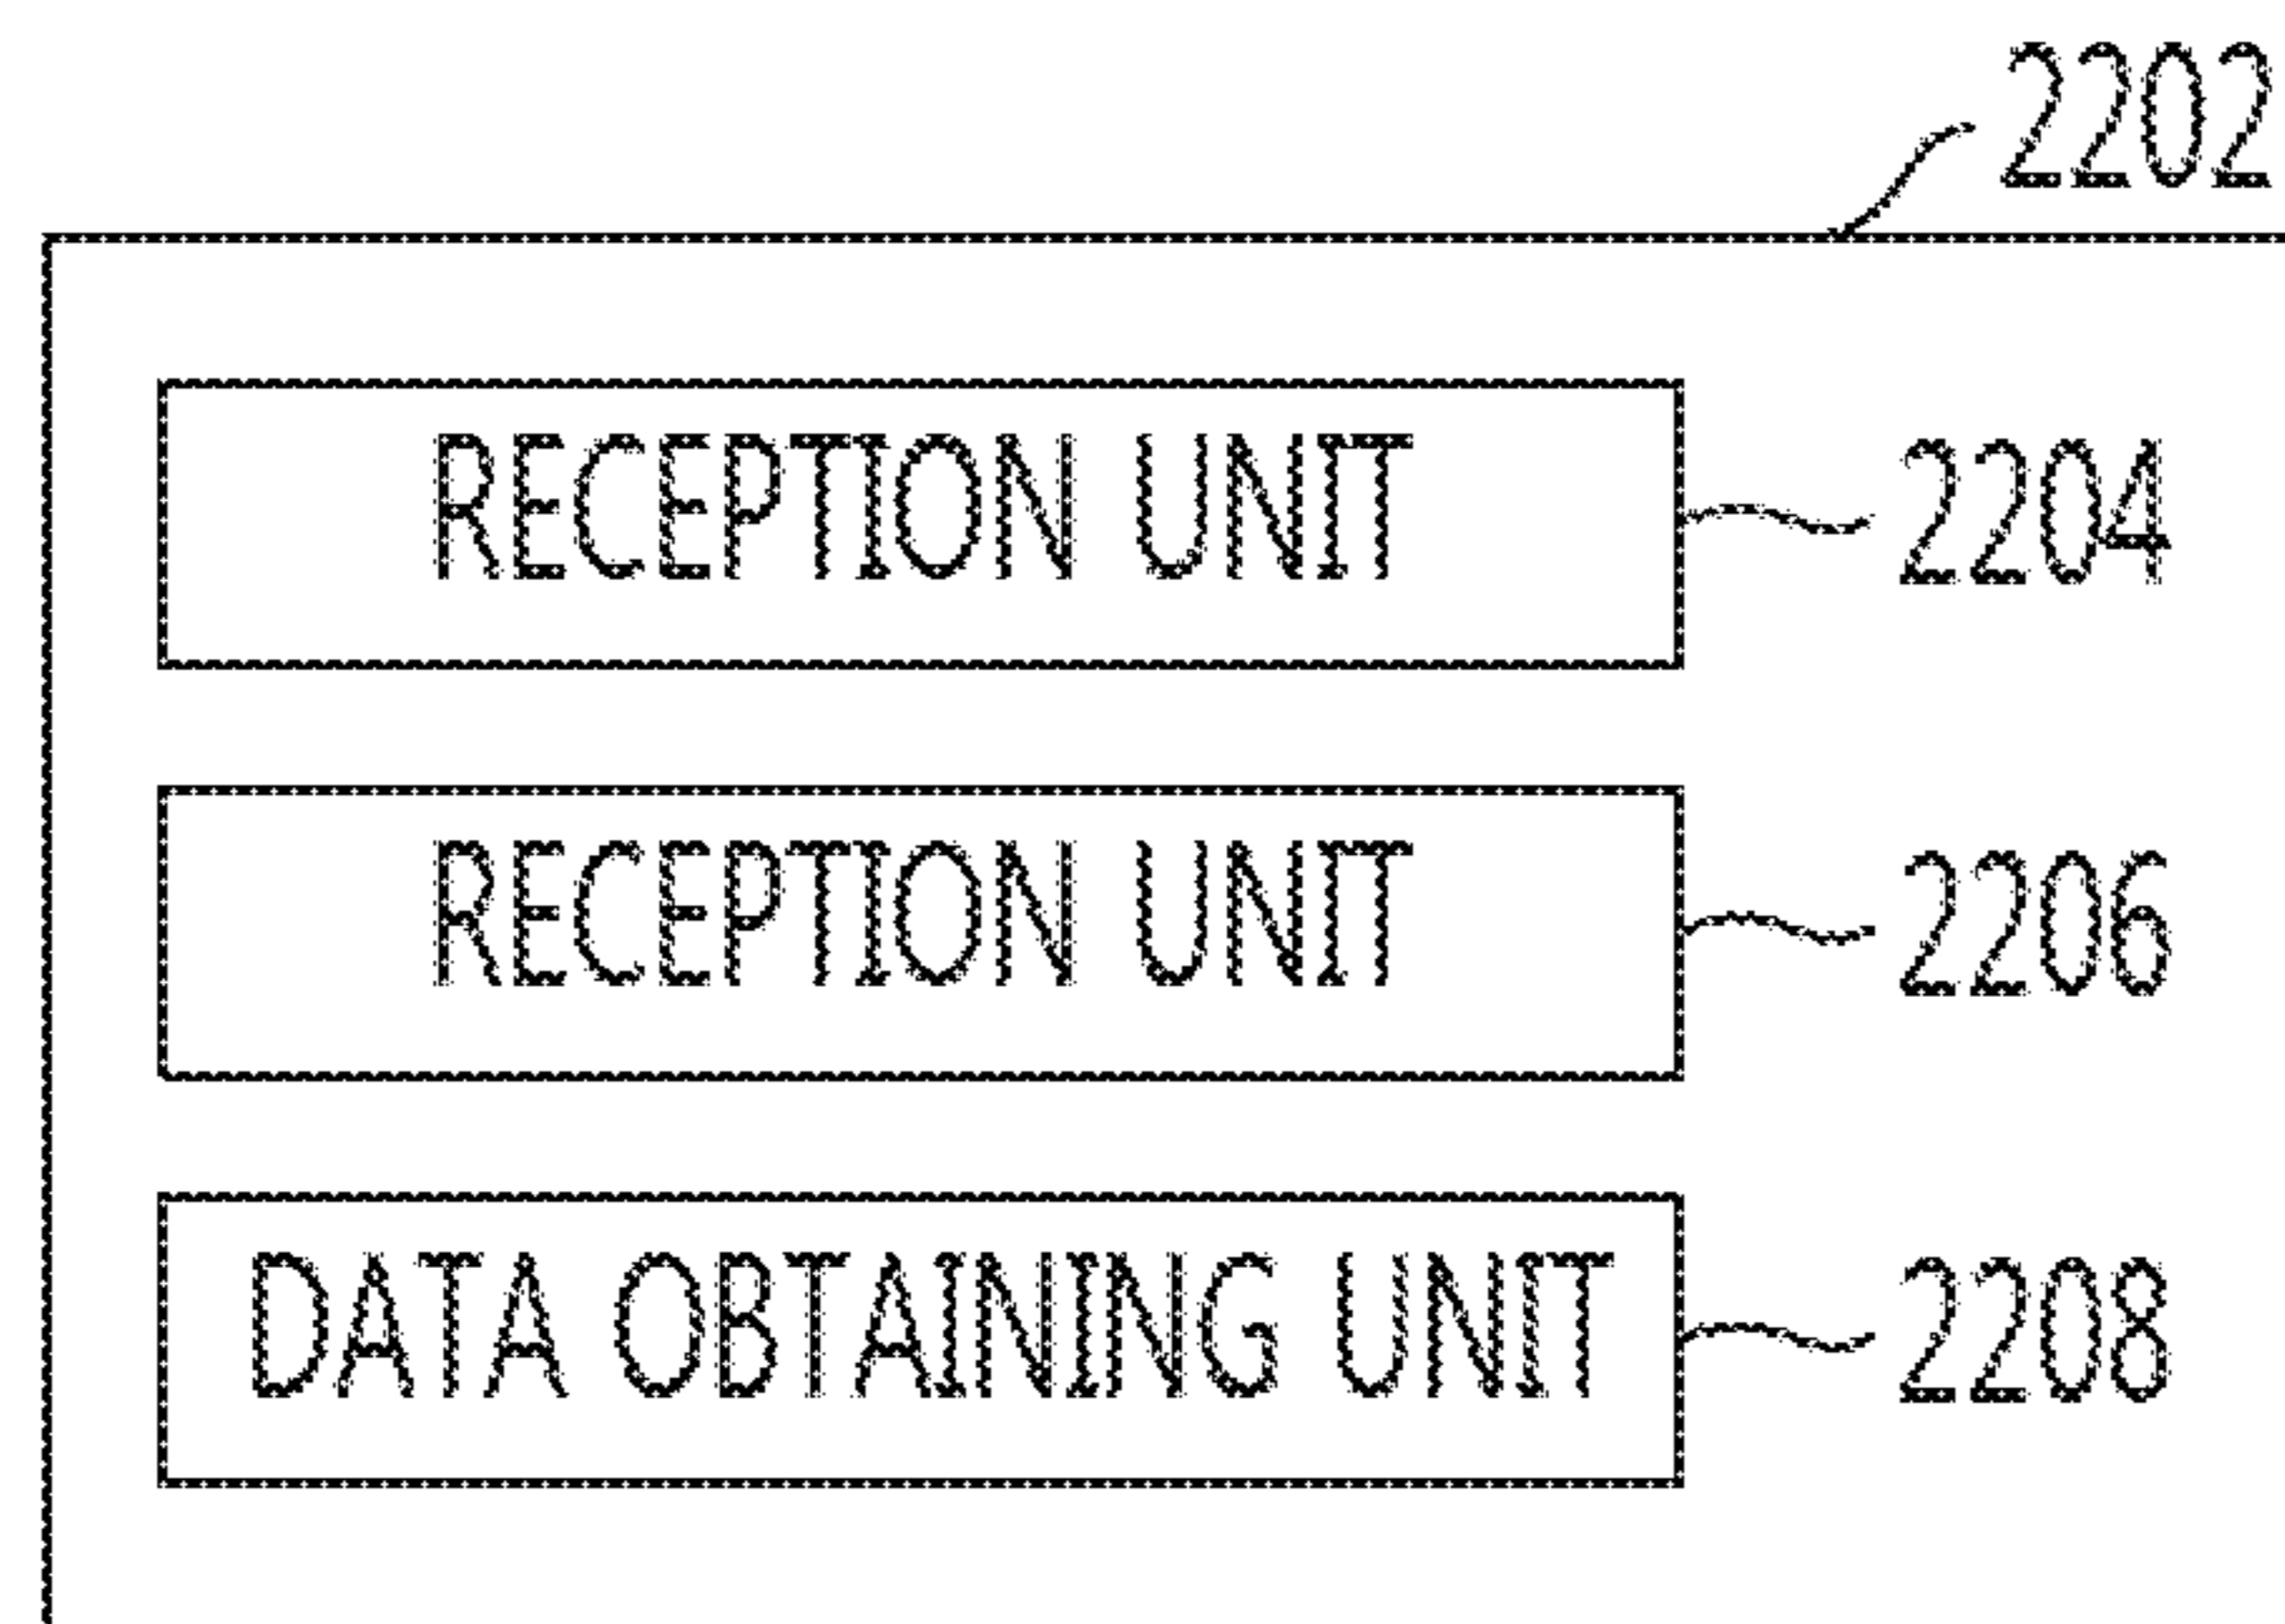 2202
RECEPTION UNIT 2204
RECEPTION UNIT 2206
DATA OBTAINING UNIT 2208